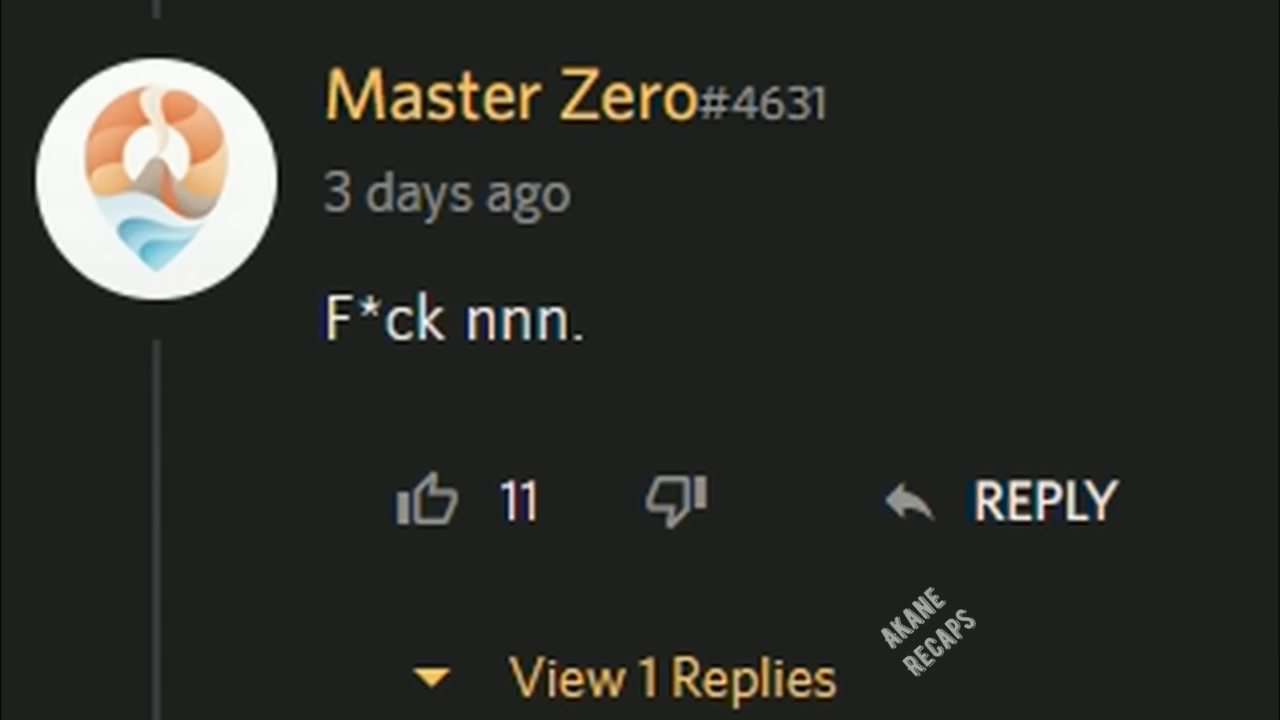 Master Zero#4631
3 days ago
F*ck nnn.
11
REPLY
AKANE
RECAPS
View 1 Replies